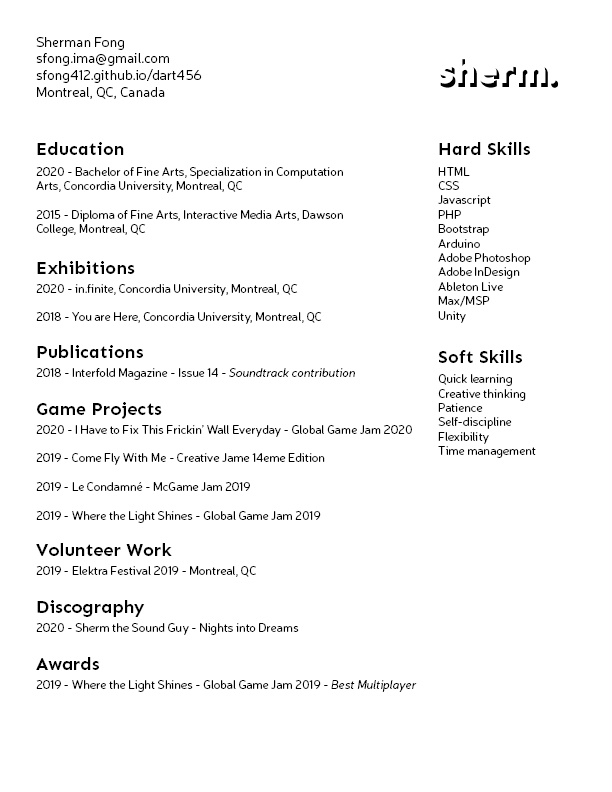 Sherman Fong
sfong.ima@gmail.com
sfong412.github.io/dart456
Montreal, QC, Canada
sherm.
Education
2020 - Bachelor of Fine Arts, Specialization in Computation
Arts, Concordia University, Montreal, QC
2015 - Diploma of Fine Arts, Interactive Media Arts, Dawson
College, Montreal, QC
Exhibitions
2020 - in.finite, Concordia University, Montreal, QC
2018 - You are Here, Concordia University, Montreal, QC
Publications
2018 - Interfold Magazine - Issue 14 - Soundtrack contribution
Game Projects
2020 - I Have to Fix This Frickin' Wall Everyday - Global Game Jam 2020
2019 - Come Fly With Me - Creative Jame 14eme Edition
2019 - Le Condamné - McGame Jam 2019
2019 - Where the Light Shines - Global Game Jam 2019
Volunteer Work
2019 - Elektra Festival 2019 - Montreal, QC
Discography
2020 - Sherm the Sound Guy - Nights into Dreams
Awards
2019 - Where the Light Shines - Global Game Jam 2019 - Best Multiplayer
Hard Skills
HTML
CSS
Javascript
PHP
Bootstrap
Arduino
Adobe Photoshop
Adobe InDesign
Ableton Live
Max/MSP
Unity
Soft Skills
Quick learning
Creative thinking
Patience
Self-discipline
Flexibility
Time management